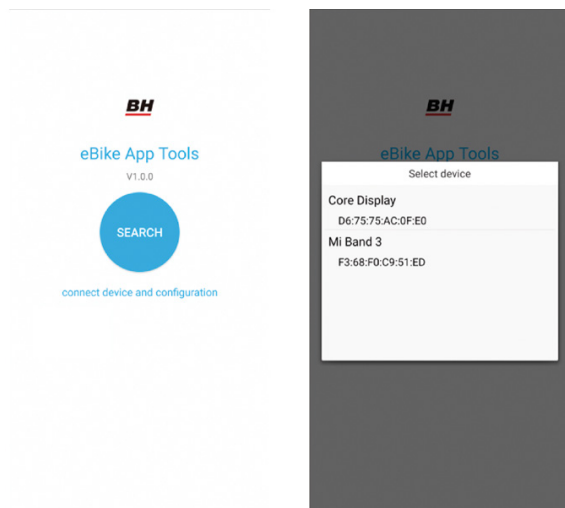 BH
eBike App Tools
V1.0.0
SEARCH
connect device and configuration
BH
eBike App Tools
Select device
Core Display
D6:75:75:AC:0F:E0
Mi Band 3
F3:68:F0:C9:51:ED